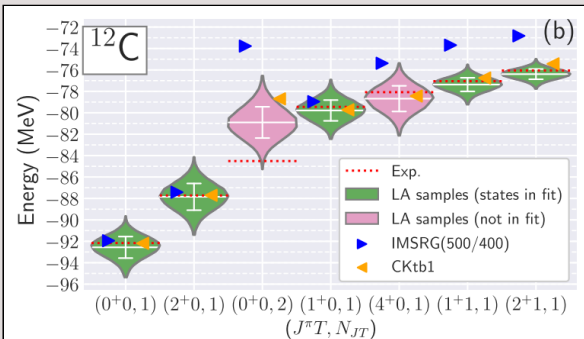 (b)
¹²C
Energy (MeV)
−72
−74
−76
−78
−80
−82
−84
−86
−88
−90
−92
−94
−96
Exp.
LA samples (states in fit)
LA samples (not in fit)
IMSRG(500/400)
CKtb1
(0⁺0, 1) (2⁺0, 1) (0⁺0, 2) (1⁺0, 1) (4⁺0, 1) (1⁺1, 1) (2⁺1, 1)
(J^πT, N_JT)